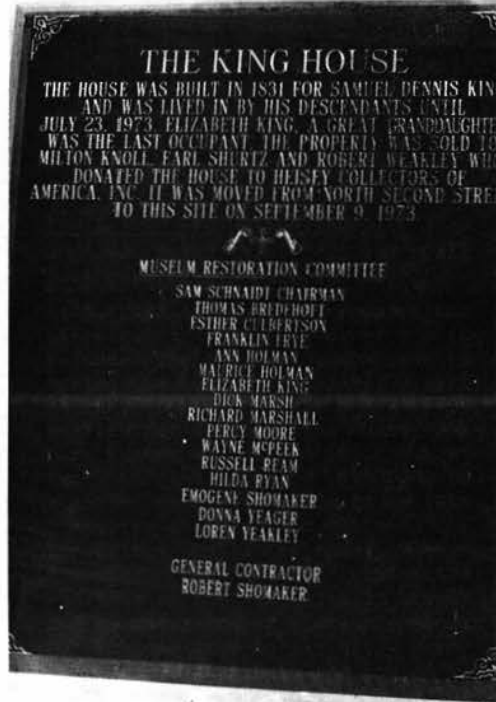 THE KING HOUSE
THE HOUSE WAS BUILT IN 1831 FOR SAMUEL DENNIS KIN
AND WAS LIVED IN BY HIS DESCENDANTS UNTIL
JULY 23, 1973. ELIZABETH KING, A GREAT GRANDDAUGHTE
WAS THE LAST OCCUPANT. THE PROPERTY WAS SOLD TO
MILTON KNOLL, EARL SHURTZ AND ROBERT WEAKLEY WH
DONATED THE HOUSE TO HEISEY COLLECTORS OF
AMERICA, INC. IT WAS MOVED FROM NORTH SECOND STRE
TO THIS SITE ON SEPTEMBER 9, 1973.
MUSEUM RESTORATION COMMITTEE
SAM SCHNAIDT CHAIRMAN
THOMAS BREDEHOFT
ESTHER CULBERTSON
FRANKLIN FRYE
ANN HOLMAN
MAURICE HOLMAN
ELIZABETH KING
DICK MARSH
RICHARD MARSHALL
PERCY MOORE
WAYNE McPEEK
RUSSELL REAM
HILDA RYAN
EMOGENE SHOMAKER
DONNA YEAGER
LOREN YEAKLEY
GENERAL CONTRACTOR
ROBERT SHOMAKER